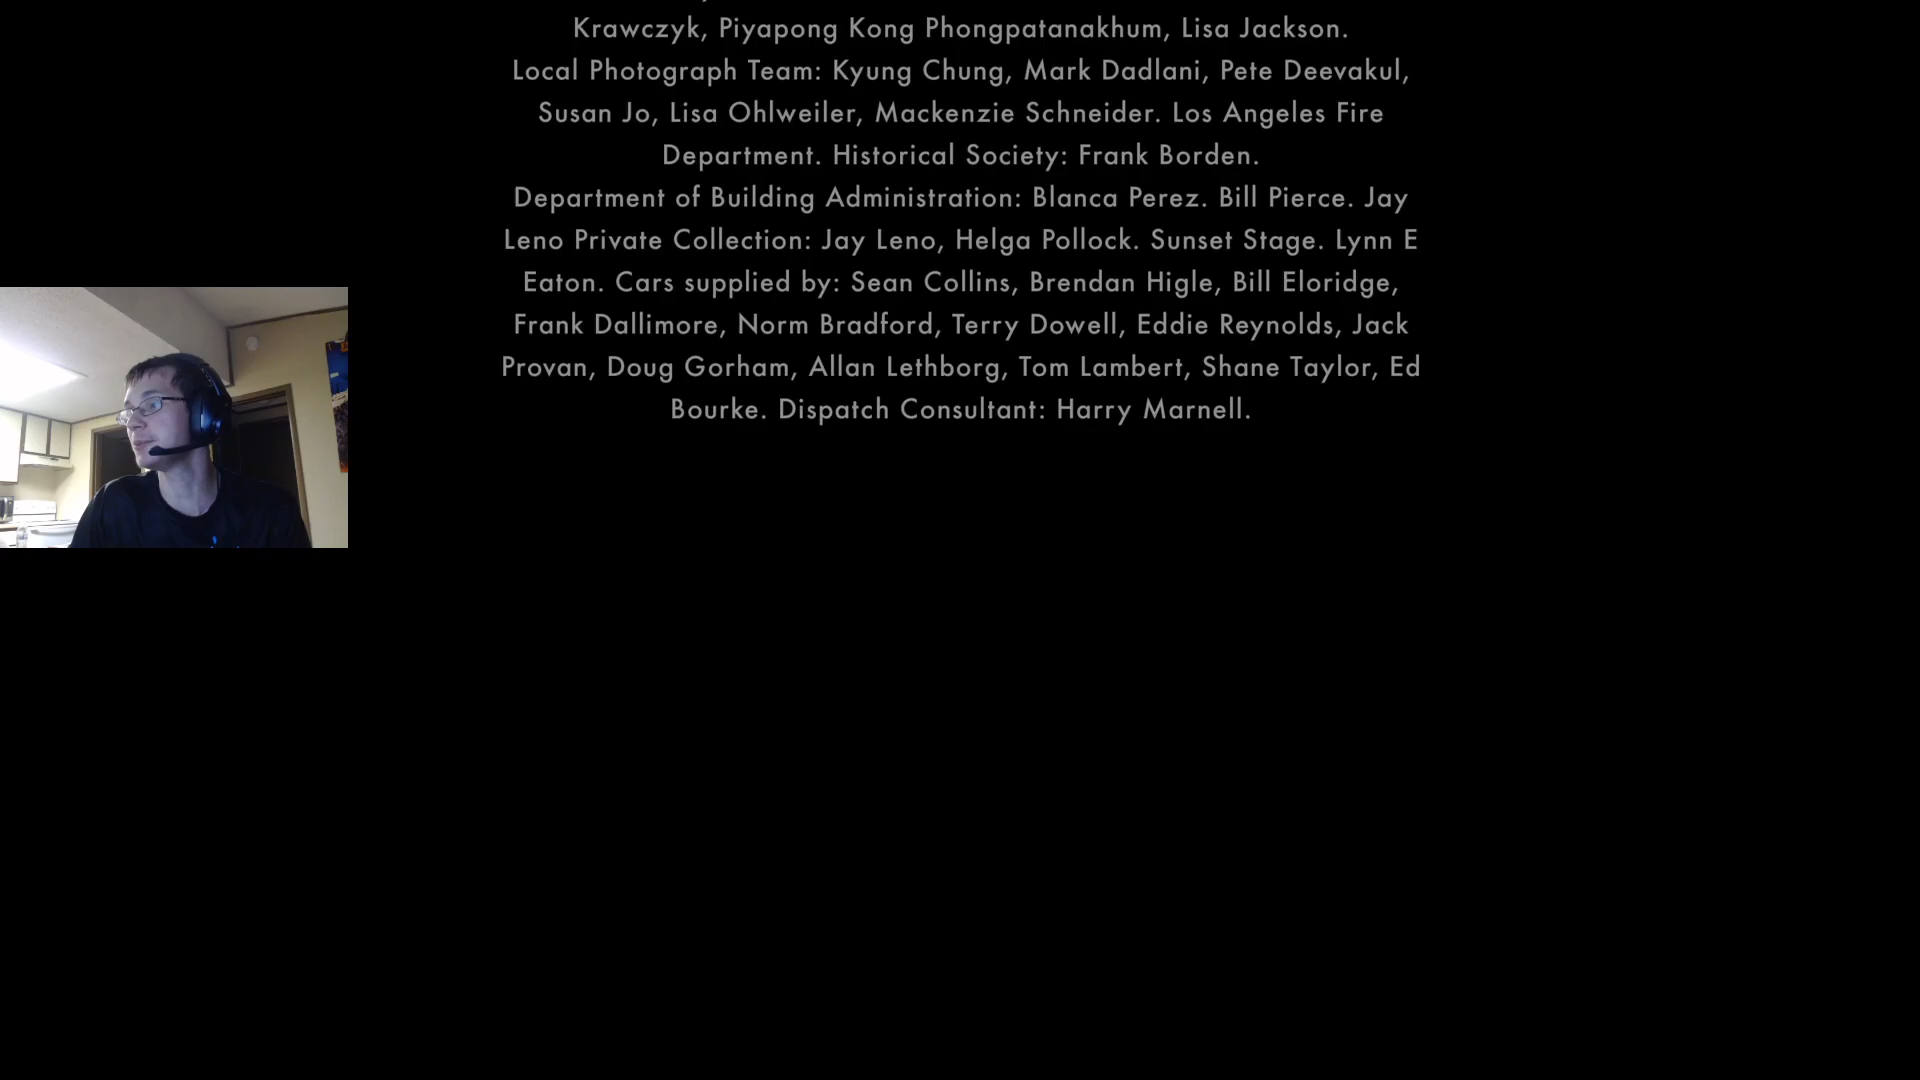 Krawczyk, Piyapong Kong Phongpatanakhum, Lisa Jackson.
Local Photograph Team: Kyung Chung, Mark Dadlani, Pete Deevakul,
Susan Jo, Lisa Ohlweiler, Mackenzie Schneider. Los Angeles Fire
Department. Historical Society: Frank Borden.
Department of Building Administration: Blanca Perez. Bill Pierce. Jay
Leno Private Collection: Jay Leno, Helga Pollock. Sunset Stage. Lynn E
Eaton. Cars supplied by: Sean Collins, Brendan Higle, Bill Eloridge,
Frank Dallimore, Norm Bradford, Terry Dowell, Eddie Reynolds, Jack
Provan, Doug Gorham, Allan Lethborg, Tom Lambert, Shane Taylor, Ed
Bourke. Dispatch Consultant: Harry Marnell.